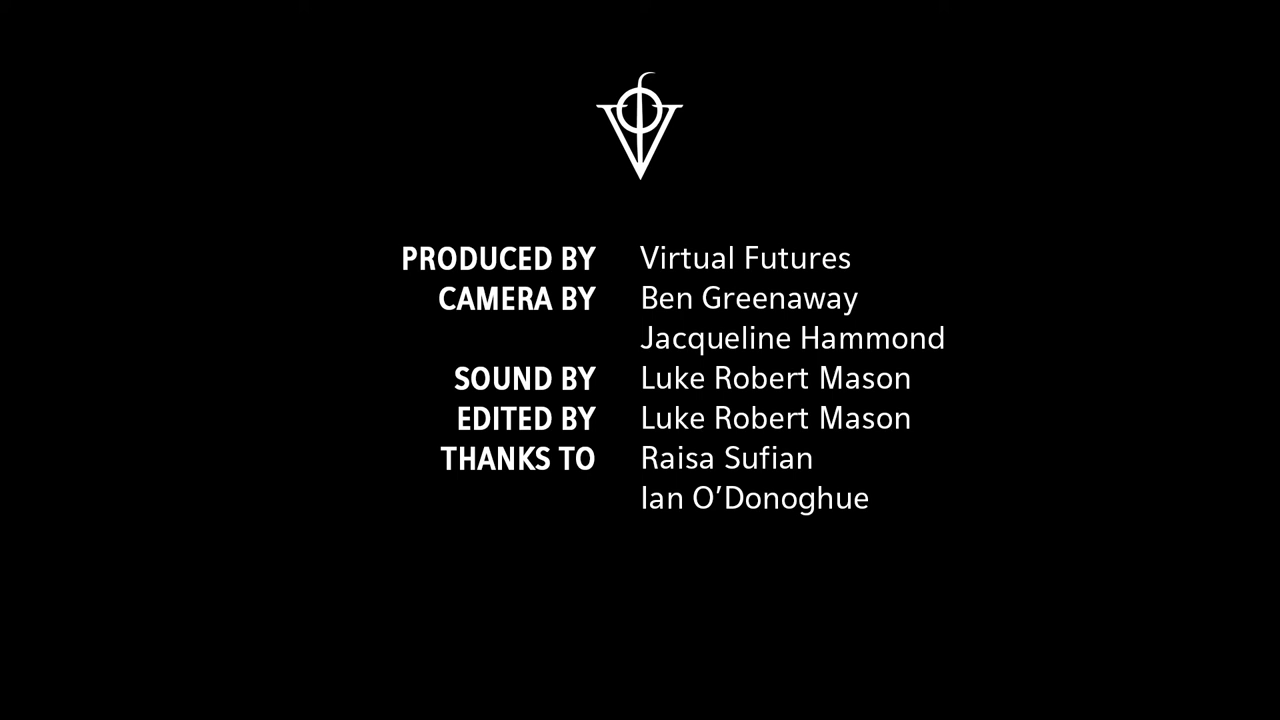 PRODUCED BY Virtual Futures
CAMERA BY Ben Greenaway
Jacqueline Hammond
SOUND BY Luke Robert Mason
EDITED BY Luke Robert Mason
THANKS TO Raisa Sufian
Ian O’Donoghue